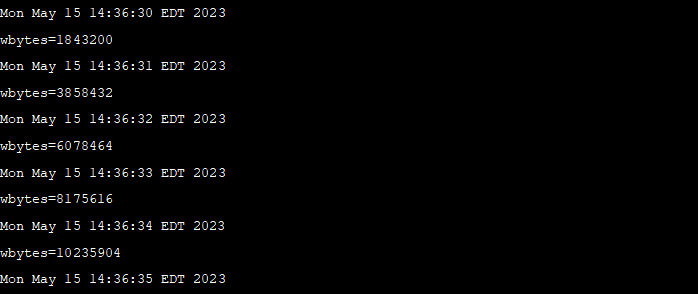 Mon May 15 14:36:30 EDT 2023
wbytes=1843200
Mon May 15 14:36:31 EDT 2023
wbytes=3858432
Mon May 15 14:36:32 EDT 2023
wbytes=6078464
Mon May 15 14:36:33 EDT 2023
wbytes=8175616
Mon May 15 14:36:34 EDT 2023
wbytes=10235904
Mon May 15 14:36:35 EDT 2023